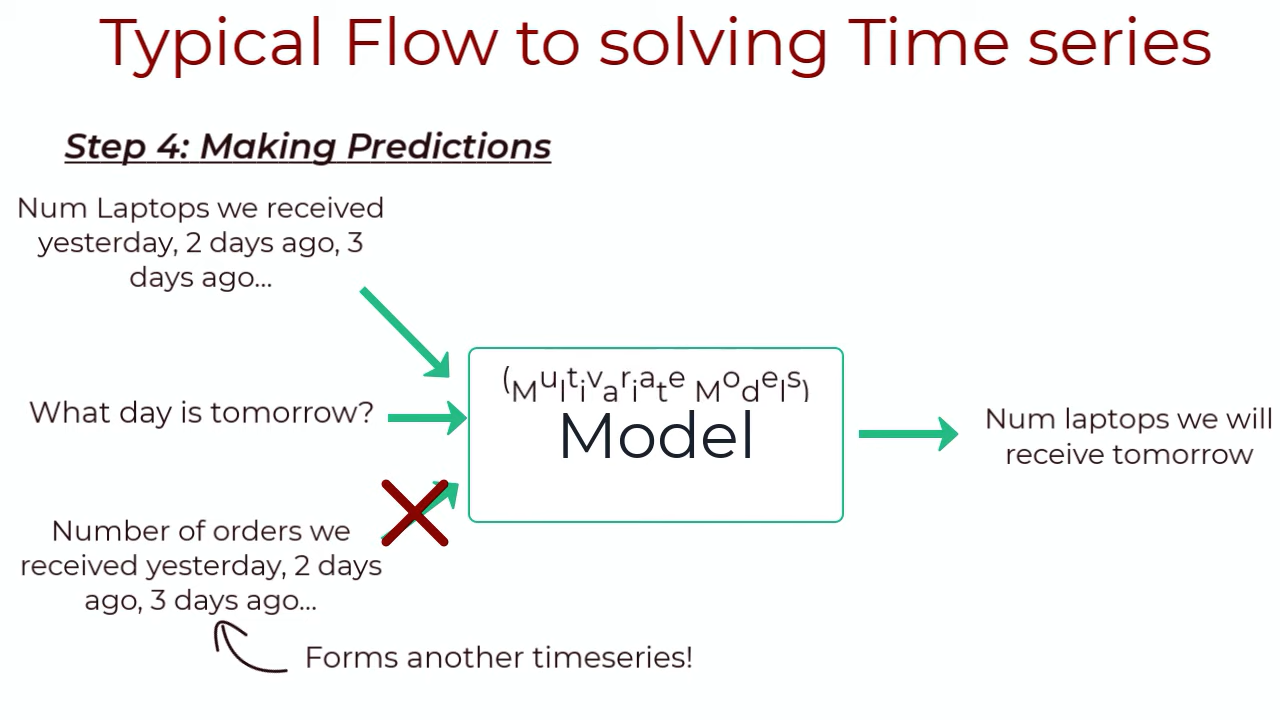 Typical Flow to solving Time series
Step 4: Making Predictions
Num Laptops we received
yesterday, 2 days ago, 3
days ago...
What day is tomorrow?
Number of orders we
received yesterday, 2 days
ago, 3 days ago...
Forms another timeseries!
(Multivariate Models)
Model
Num laptops we will
receive tomorrow